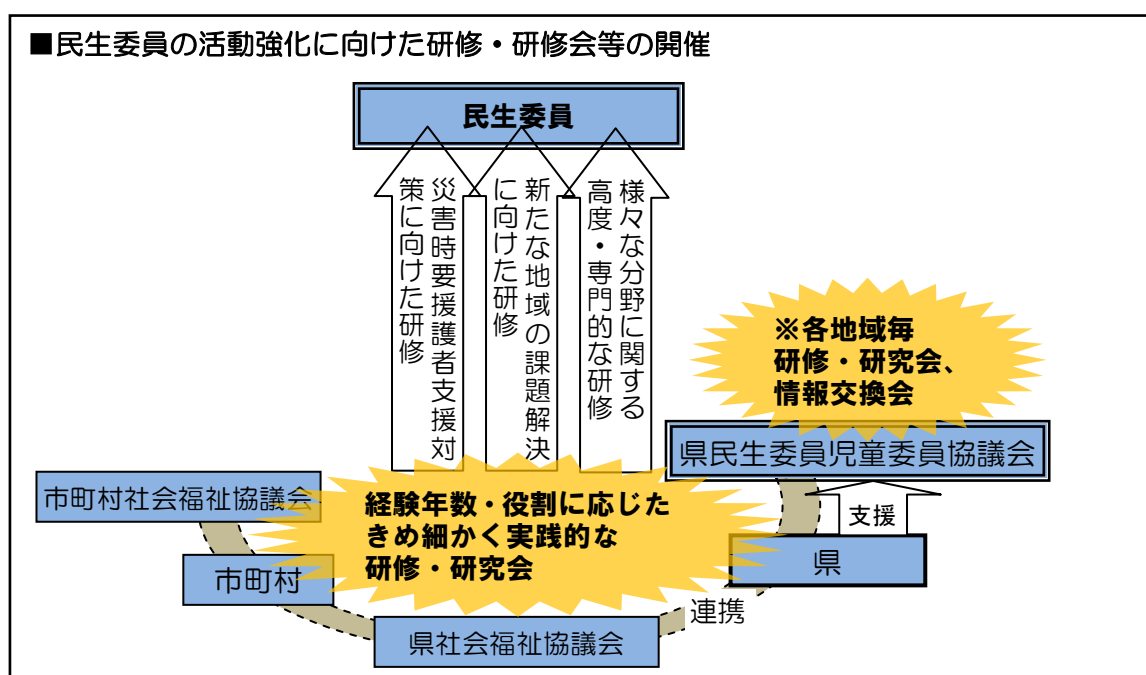 ■民生委員の活動強化に向けた研修・研修会等の開催
民生委員
災害時要援護者支援対
策に向けた研修
新たな地域の課題解決
に向けた研修
様々な分野に関する
高度・専門的な研修
※各地域毎
研修・研究会、
情報交換会
県民生委員児童委員協議会
市町村社会福祉協議会
経験年数・役割に応じた
きめ細かく実践的な
研修・研究会
支援
県
市町村
連携
県社会福祉協議会